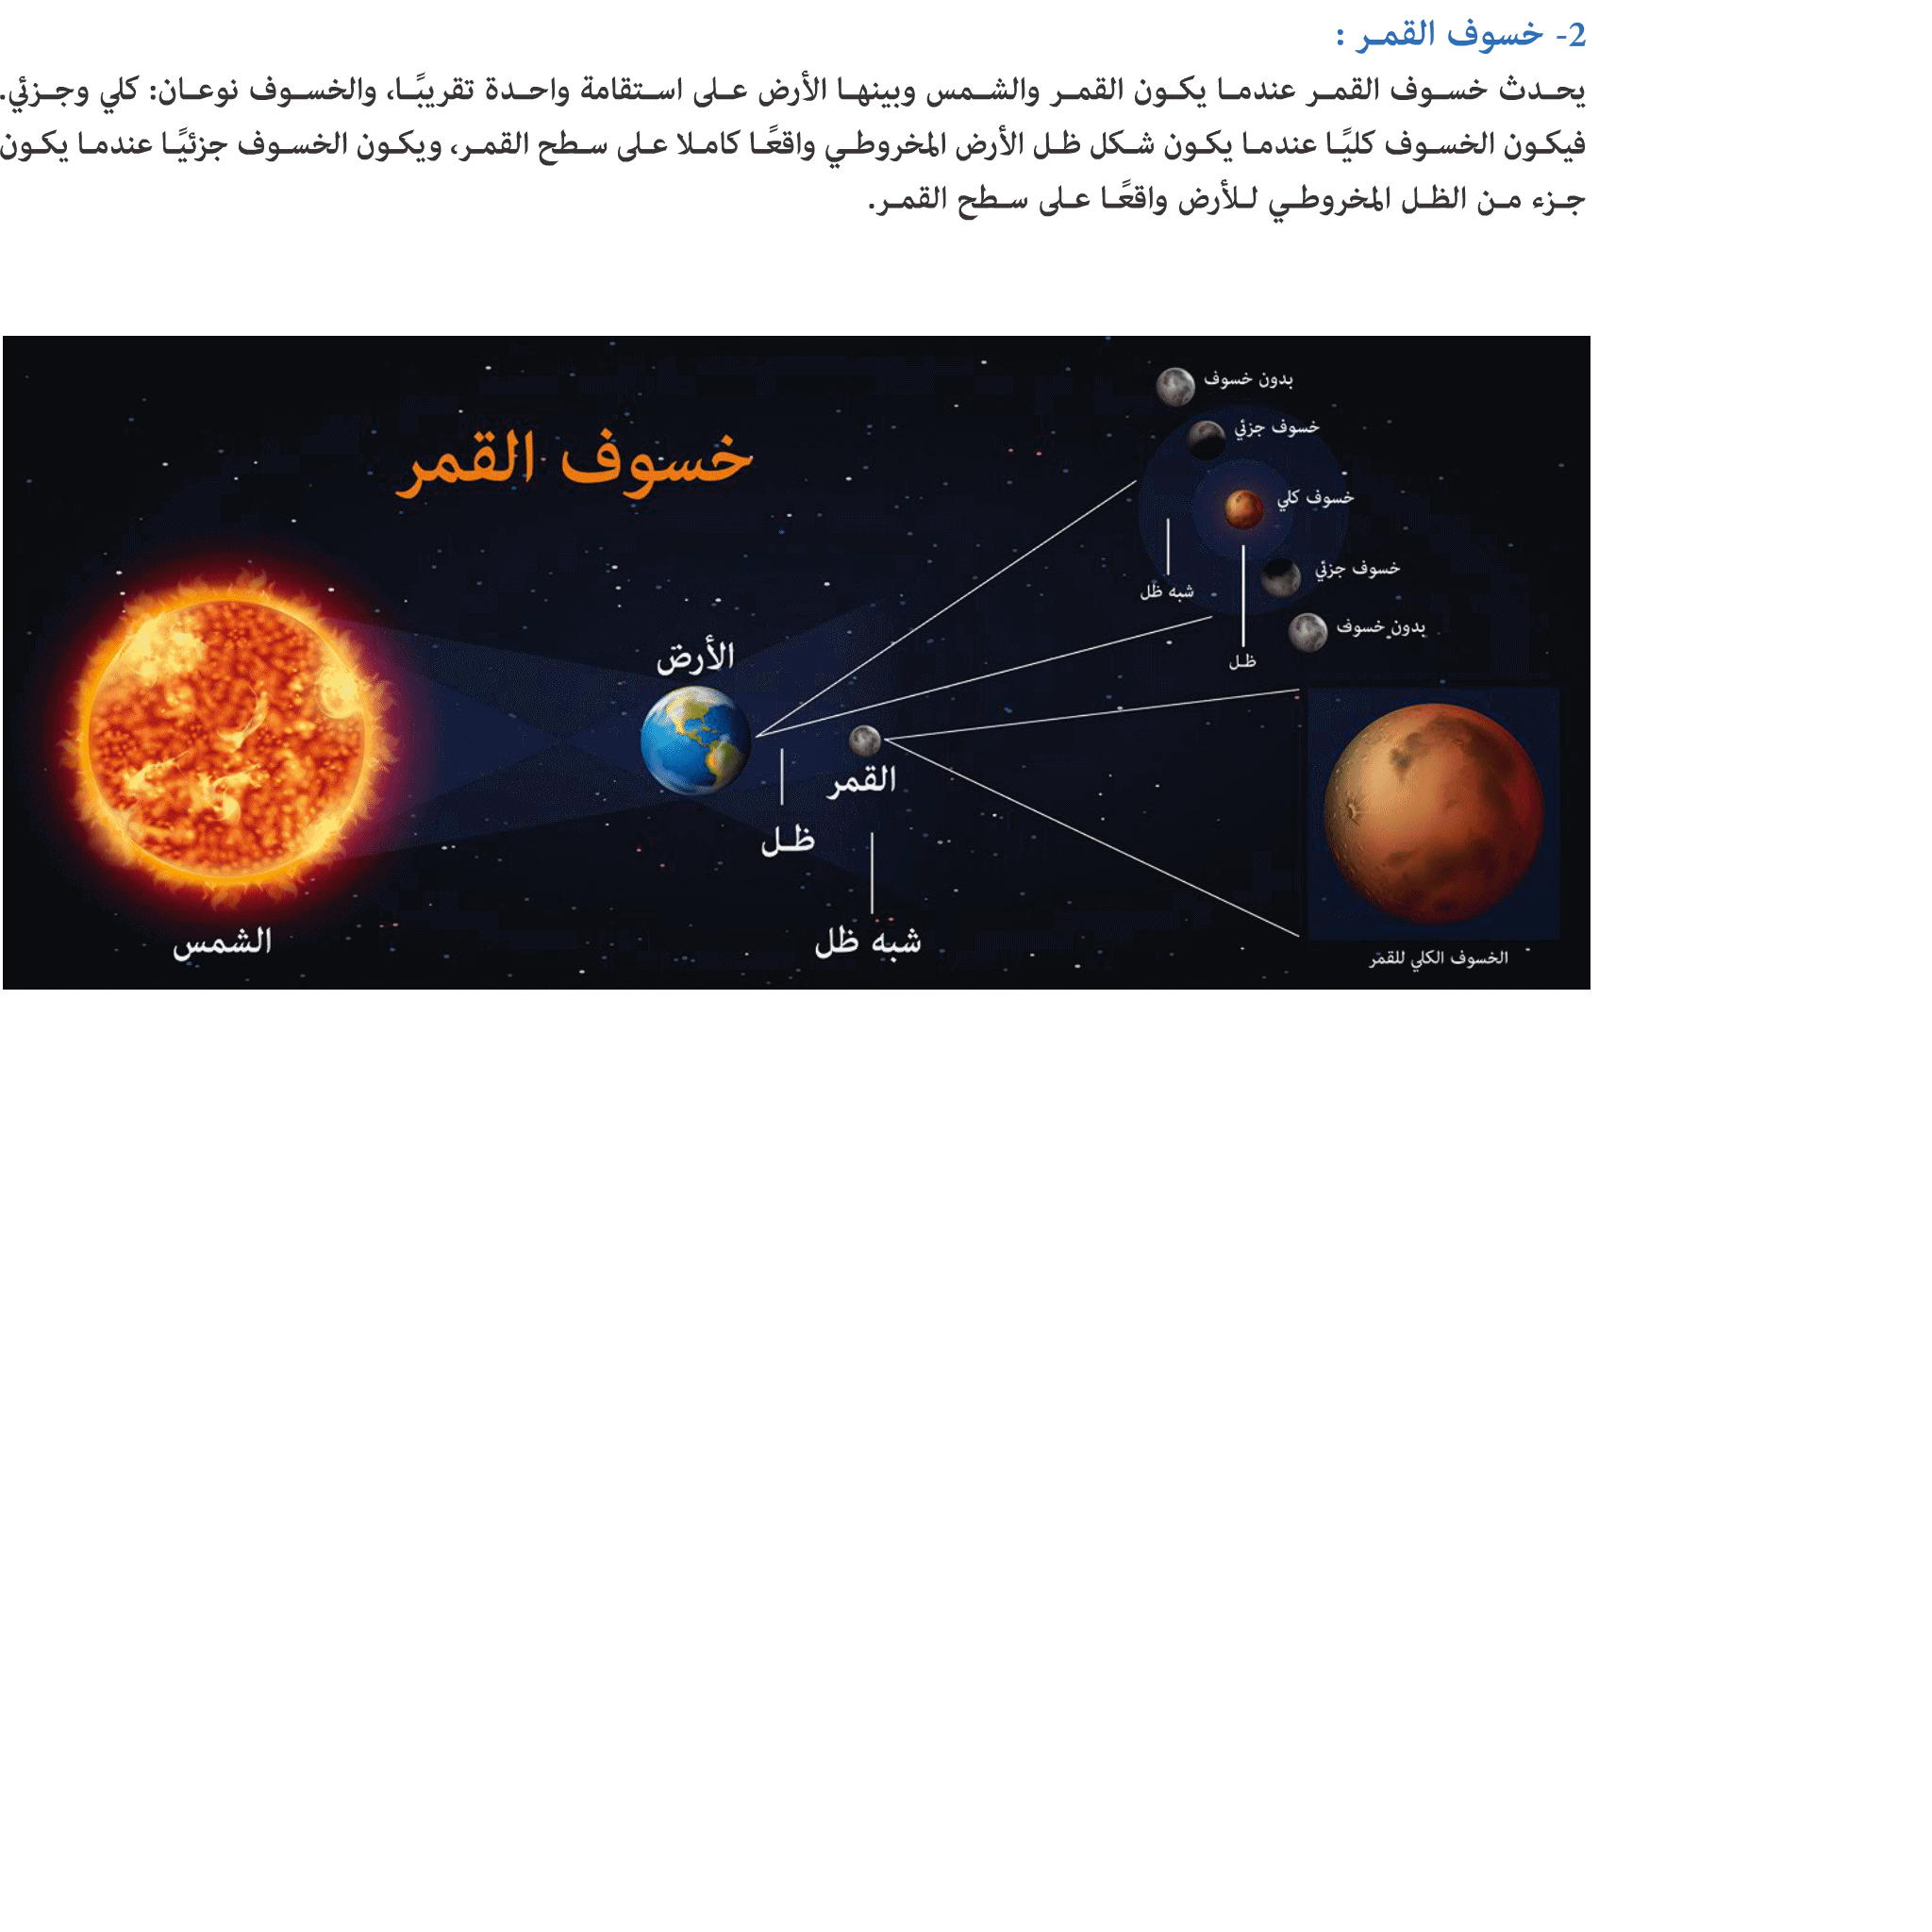 2- خسوف القمر :
يحدث خسوف القمر عندما يكون القمر والشمس وبينها الأرض على استقامة واحدة تقريبًا، والخسوف نوعان: كلي وجزئي.
فيكون الخسوف كليًا عندما يكون شكل ظل الأرض المخروطي واقعًا كاملا على سطح القمر، ويكون الخسوف جزئيًا عندما يكون
جزء من الظل المخروطي للأرض واقعًا على سطح القمر.
بدون خسوف
خسوف جزئي
خسوف القمر
خسوف كلي
خسوف جزئي
شبه ظل
بدون خسوف
ظل
الأرض
القمر
ظل
شبه ظل
الشمس
الخسوف الكلي للقمر